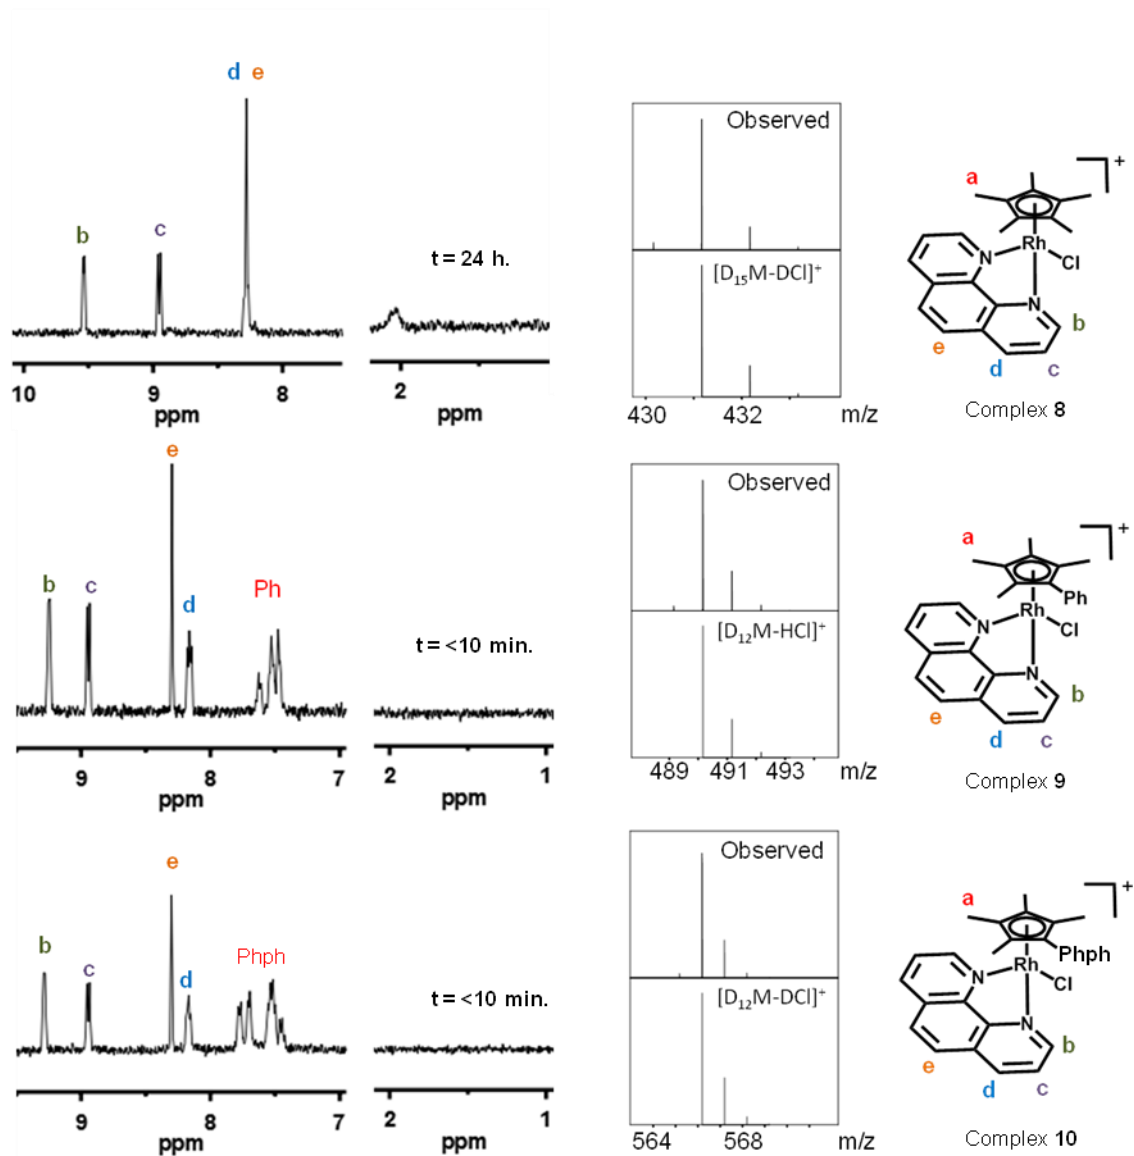 d e
b
c
t = 24 h.
10 9 8
ppm
2
ppm
Observed
[D₁₅M-DCl]⁺
430 432 m/z
a
+
Rh
N
Cl
N
b
e
d
c
Complex 8
e
b
c
d
Ph
t = <10 min.
9 8 7
ppm
2 1
ppm
Observed
[D₁₂M-HCl]⁺
489 491 493 m/z
a
+
Ph
Rh
N
Cl
N
b
e
d
c
Complex 9
e
b
c
d
Phph
t = <10 min.
9 8 7
ppm
2 1
ppm
Observed
[D₁₂M-DCl]⁺
564 568 m/z
a
+
Phph
Rh
N
Cl
N
b
e
d
c
Complex 10